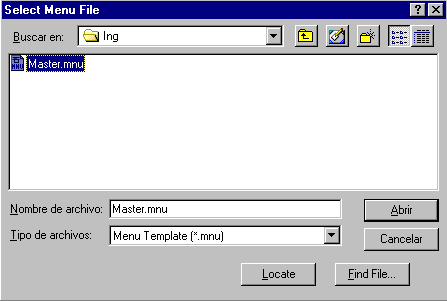 Select Menu File
Buscar en: Ing
Master.mnu
Nombre de archivo: Master.mnu Abrir
Tipo de archivos: Menu Template (*.mnu) Cancelar
Locate Find File...